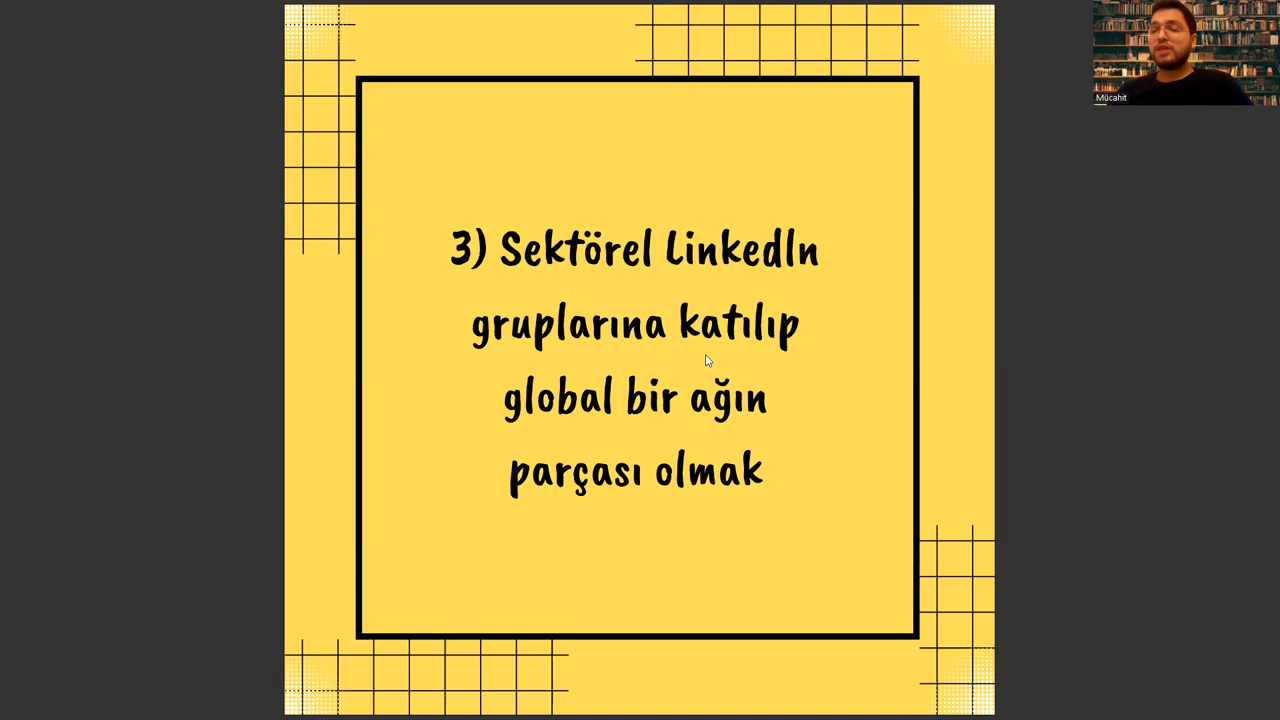 3) Sektörel LinkedIn
gruplarına katılıp
global bir ağın
parçası olmak
Mücahit